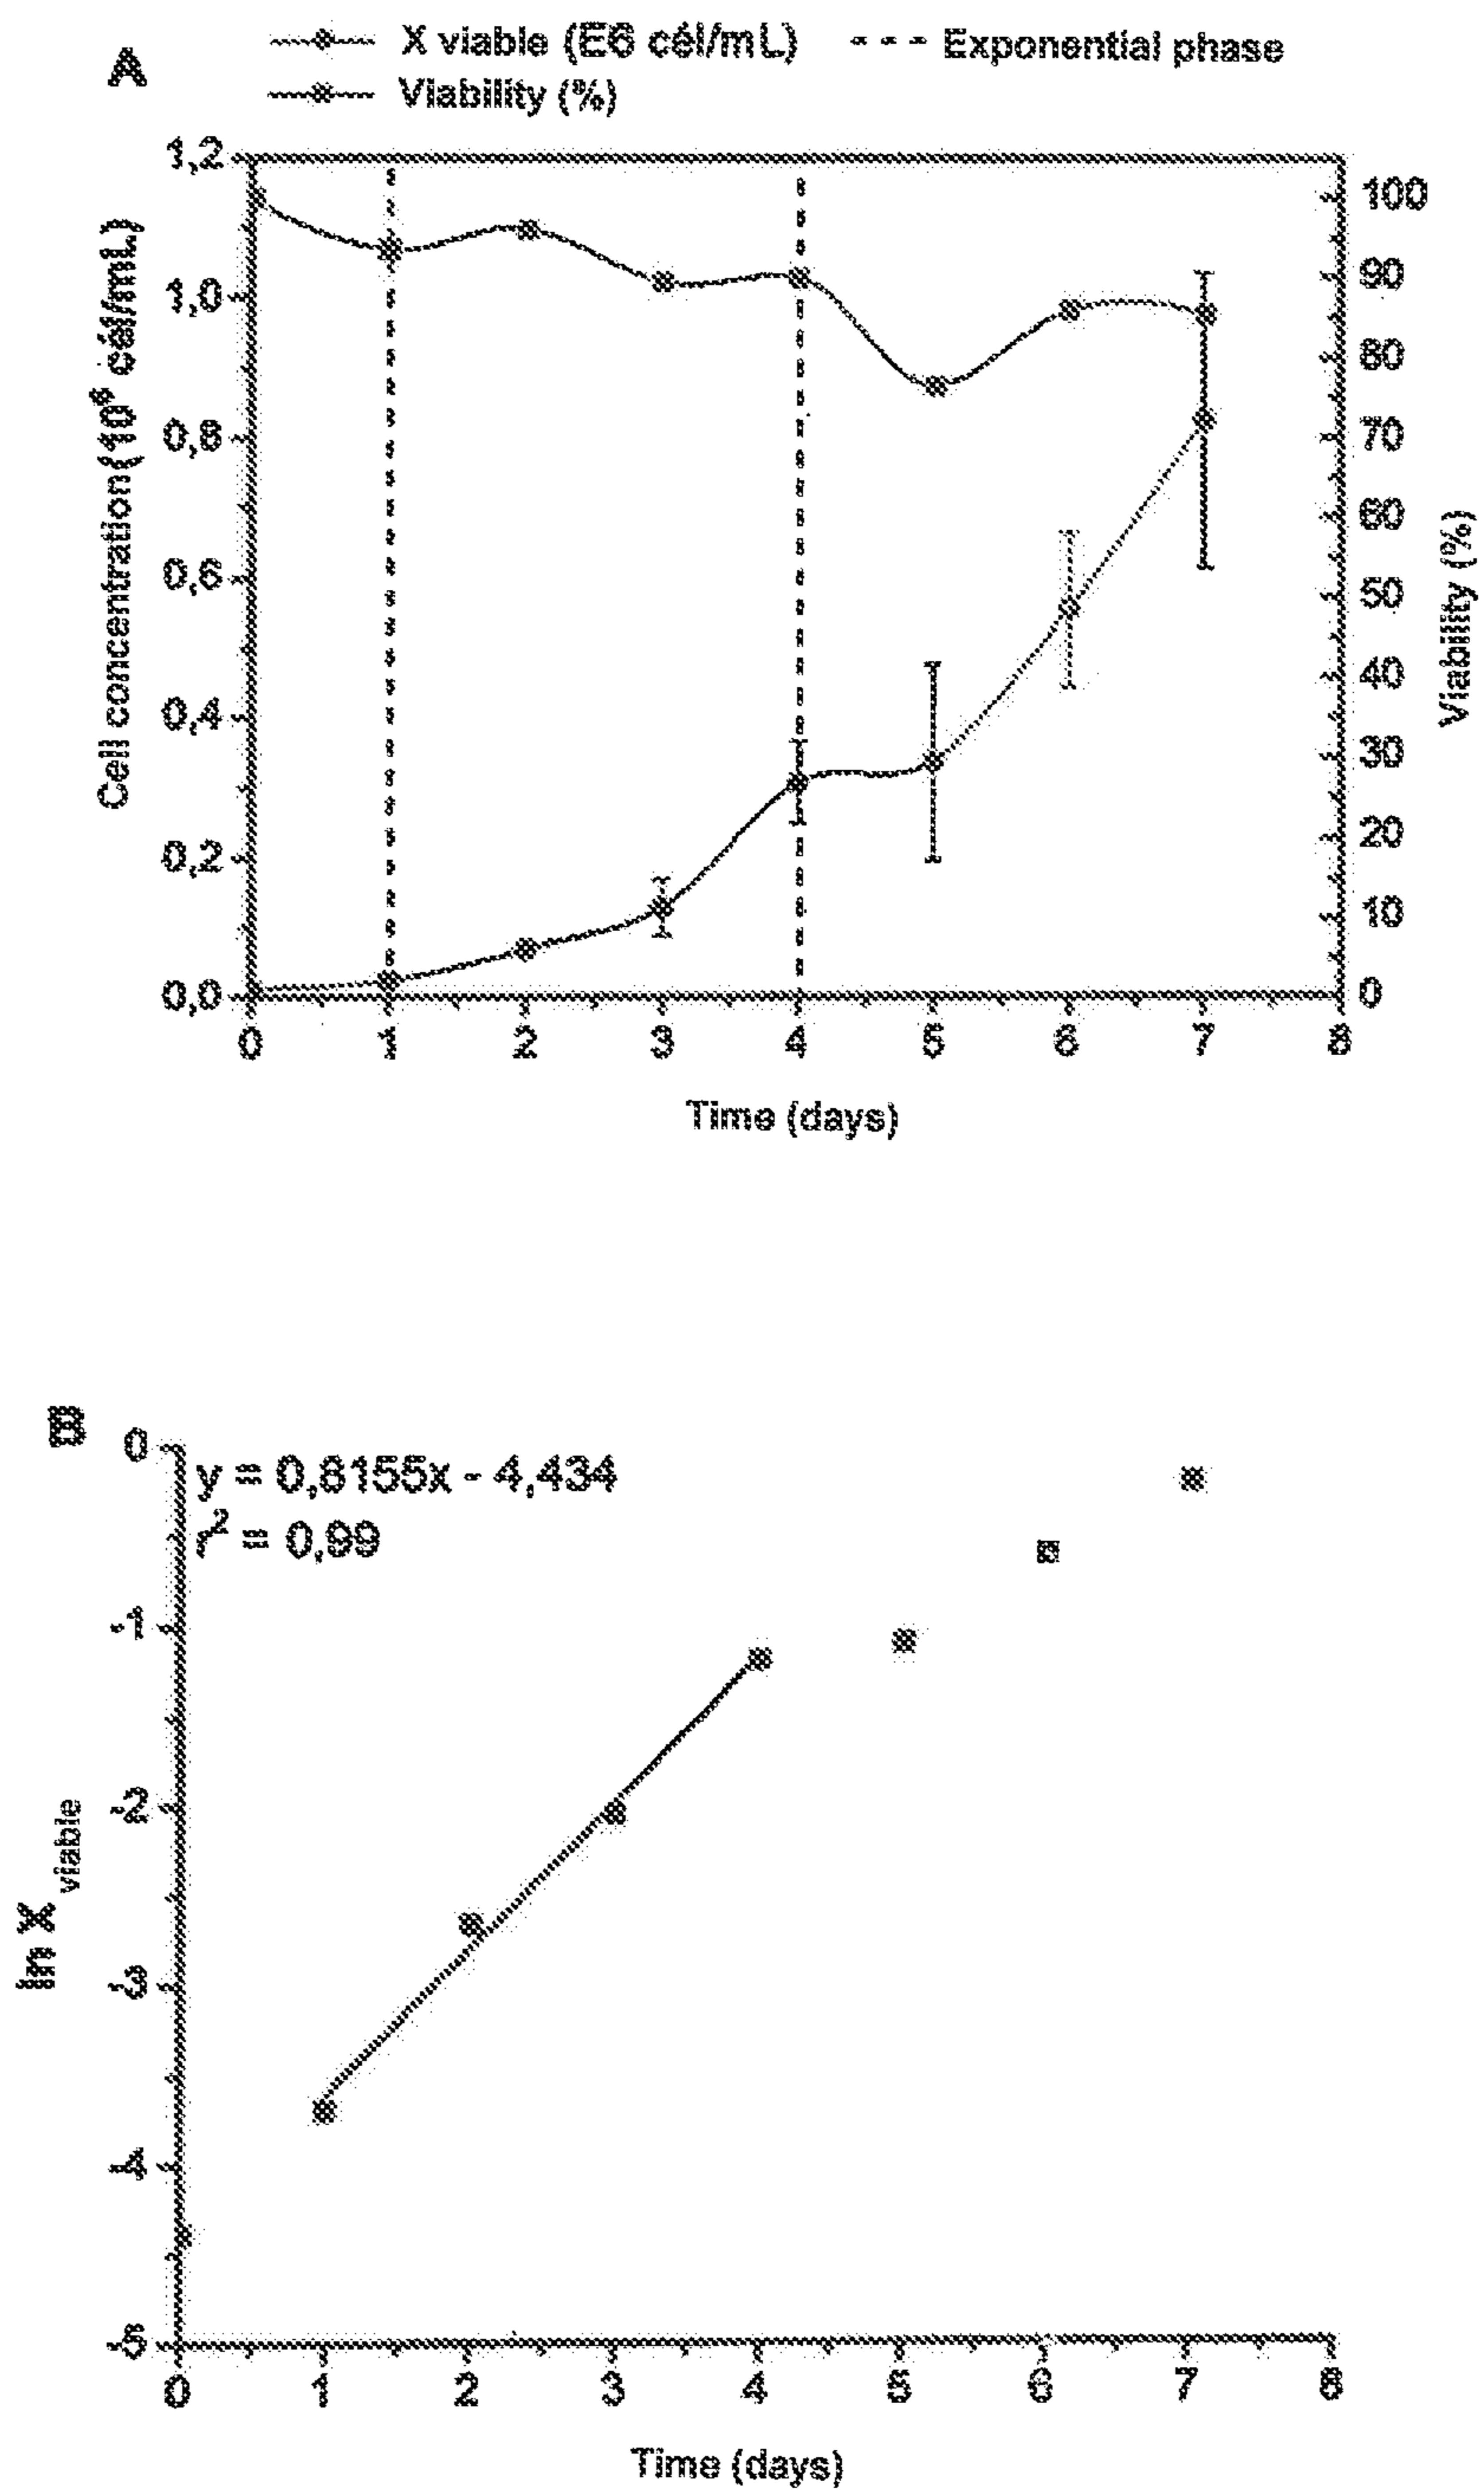 A
X viable (E6 cél/mL)
Exponential phase
Viability (%)
1,2
1,0
0,8
0,6
0,4
0,2
0,0
Cell concentration(10⁶ cél/mL)
100
90
80
70
60
50
40
30
20
10
0
Viability (%)
0 1 2 3 4 5 6 7 8
Time (days)
B
y = 0,8155x - 4,434
r² = 0,99
0
-1
-2
-3
-4
-5
ln X viable
0 1 2 3 4 5 6 7 8
Time (days)